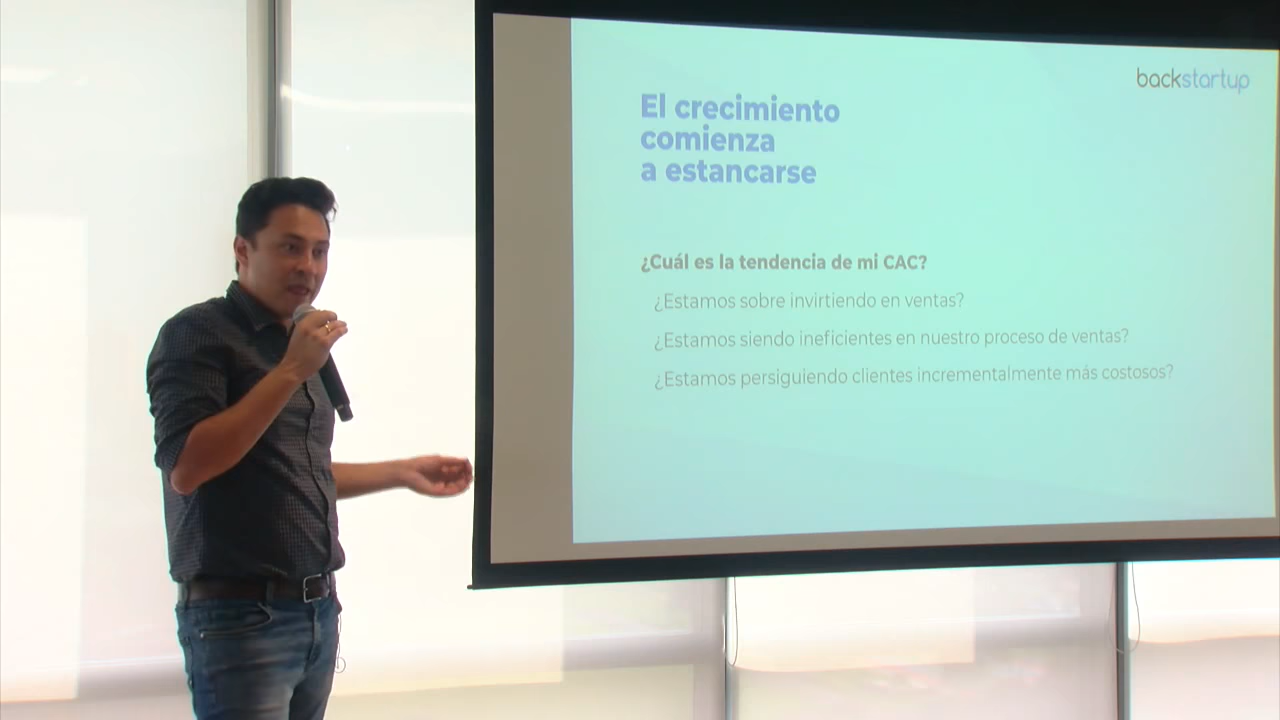 backstartup
El crecimiento
comienza
a estancarse
¿Cuál es la tendencia de mi CAC?
¿Estamos sobre invirtiendo en ventas?
¿Estamos siendo ineficientes en nuestro proceso de ventas?
¿Estamos persiguiendo clientes incrementalmente más costosos?